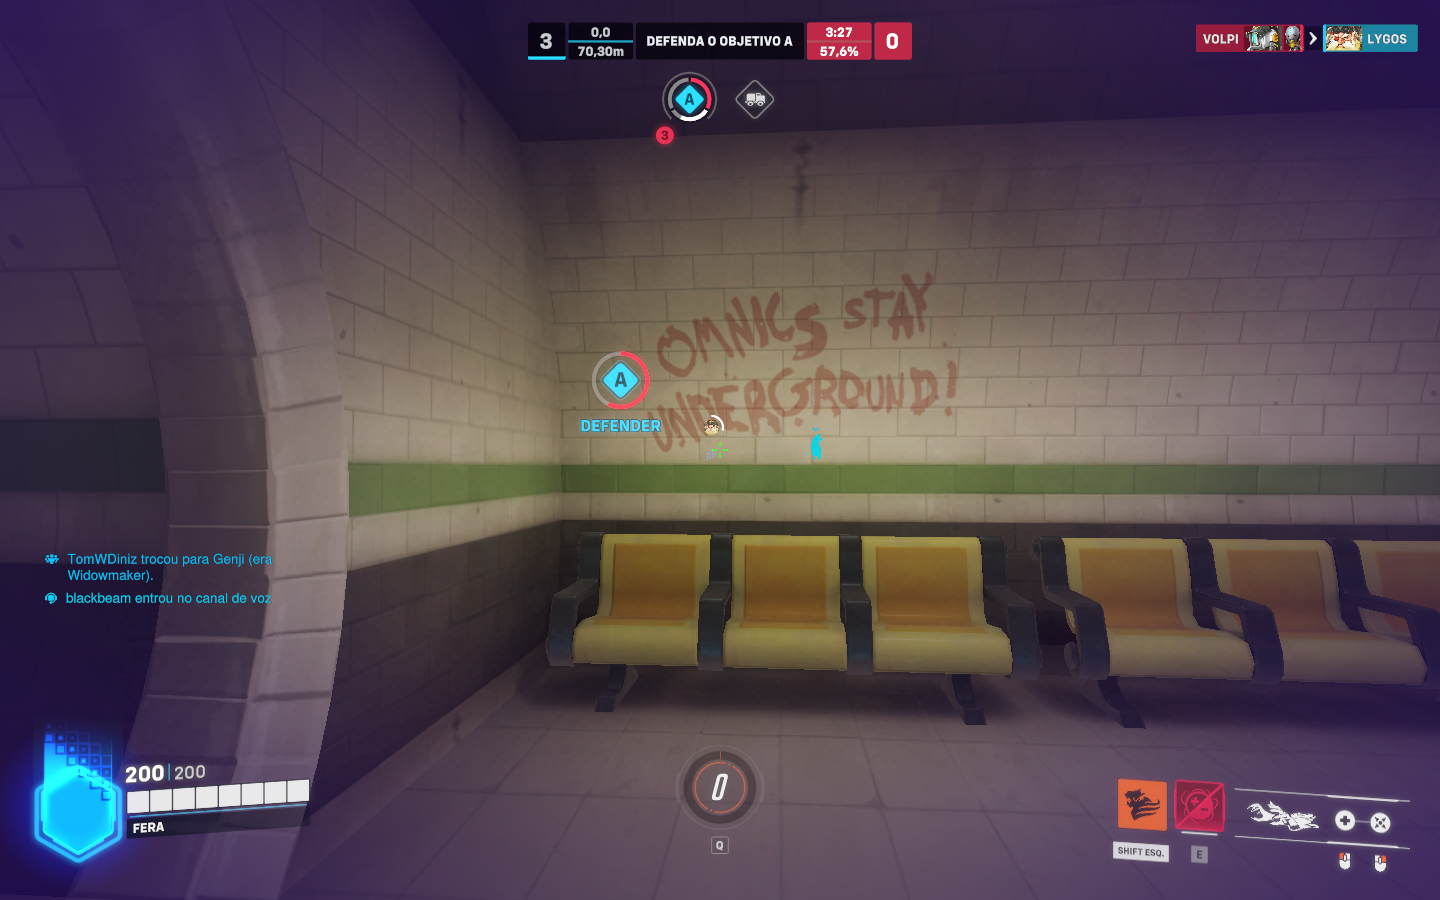 3
0,0
70,30m
DEFENDA O OBJETIVO A
3:27
57,6%
0
VOLPI
LYGOS
A
3
OMNICS STAY
UNDERGROUND!
A
DEFENDER
TomWDiniz trocou para Genji (era
Widowmaker).
blackbeam entrou no canal de voz
200 | 200
FERA
0
Q
SHIFT ESQ.
E